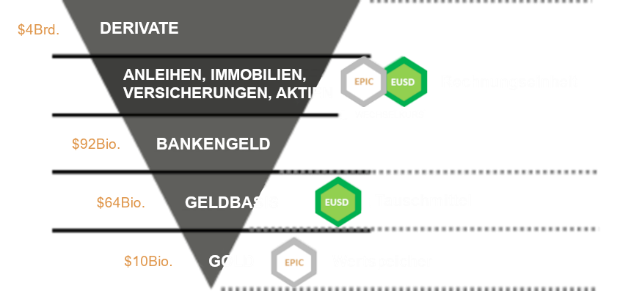 $4Brd. DERIVATE
ANLEIHEN, IMMOBILIEN,
VERSICHERUNGEN, AKTI
EPIC EUSD
$92Bio. BANKENGELD
$64Bio. GELDBAS
EUSD
$10Bio. GO
EPIC